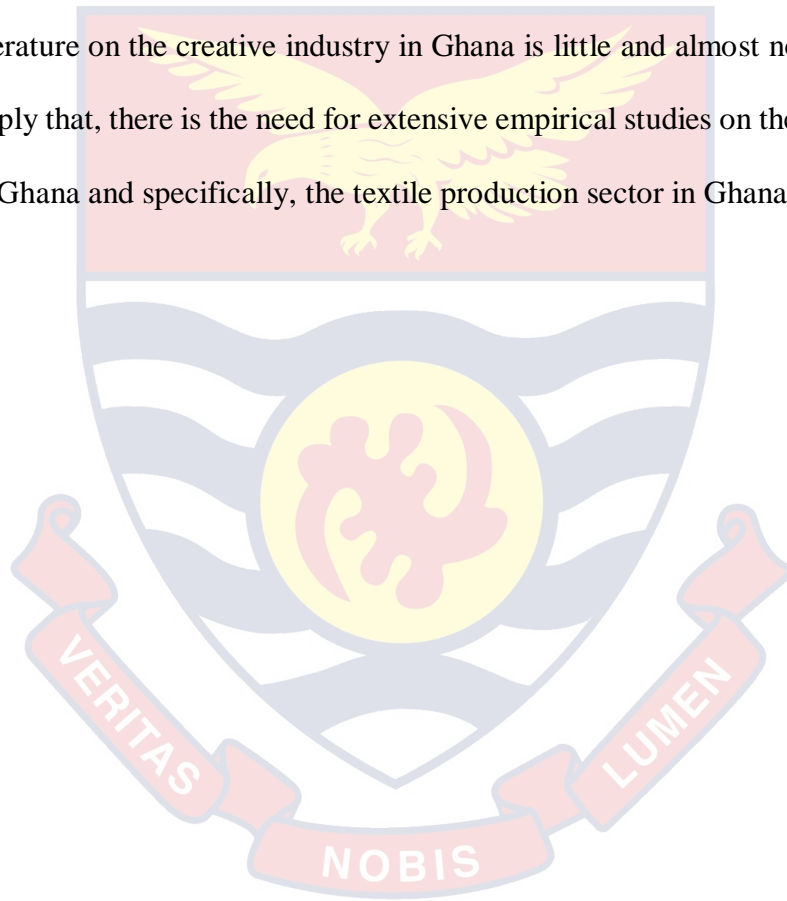 erature on the creative industry in Ghana is little and almost n
ply that, there is the need for extensive empirical studies on the
Ghana and specifically, the textile production sector in Ghana
VERITAS
NOBIS
LUMEN